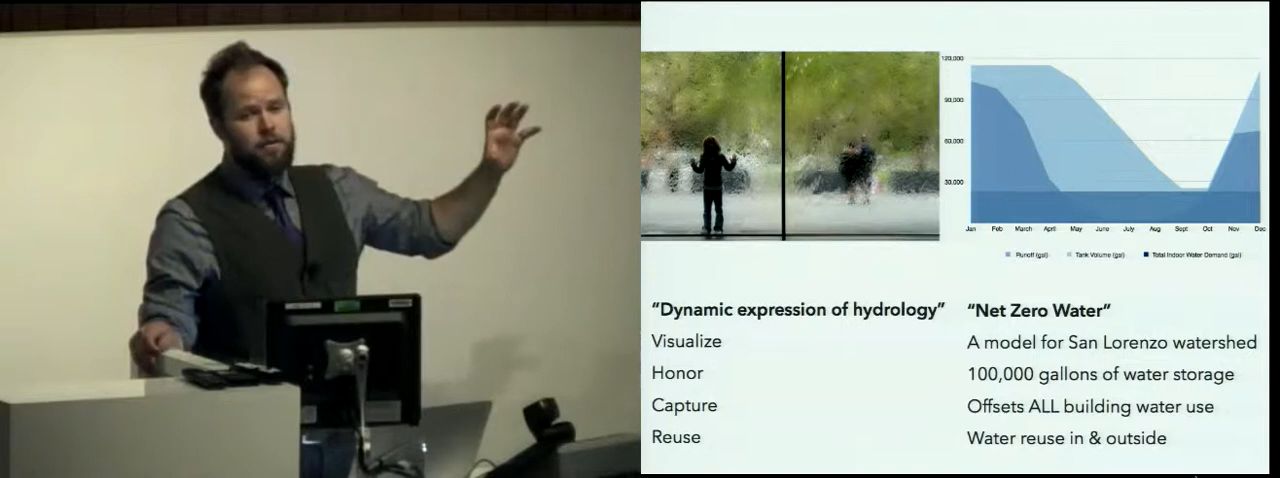 120,000
90,000
60,000
30,000
Jan Feb March April May June July Aug Sept Oct Nov Dec
Runoff (gal) Tank Volume (gal) Total Indoor Water Demand (gal)
“Dynamic expression of hydrology”
Visualize
Honor
Capture
Reuse
“Net Zero Water”
A model for San Lorenzo watershed
100,000 gallons of water storage
Offsets ALL building water use
Water reuse in & outside